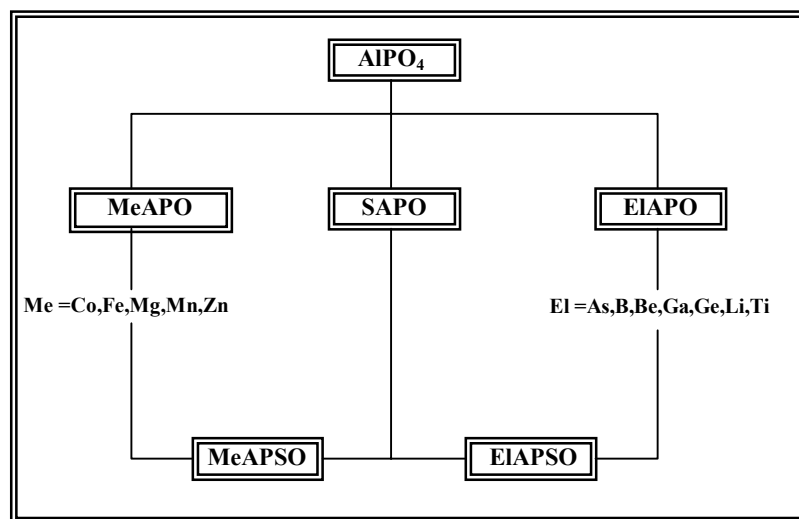 AlPO₄
MeAPO
SAPO
ElAPO
Me =Co,Fe,Mg,Mn,Zn
El =As,B,Be,Ga,Ge,Li,Ti
MeAPSO
ElAPSO